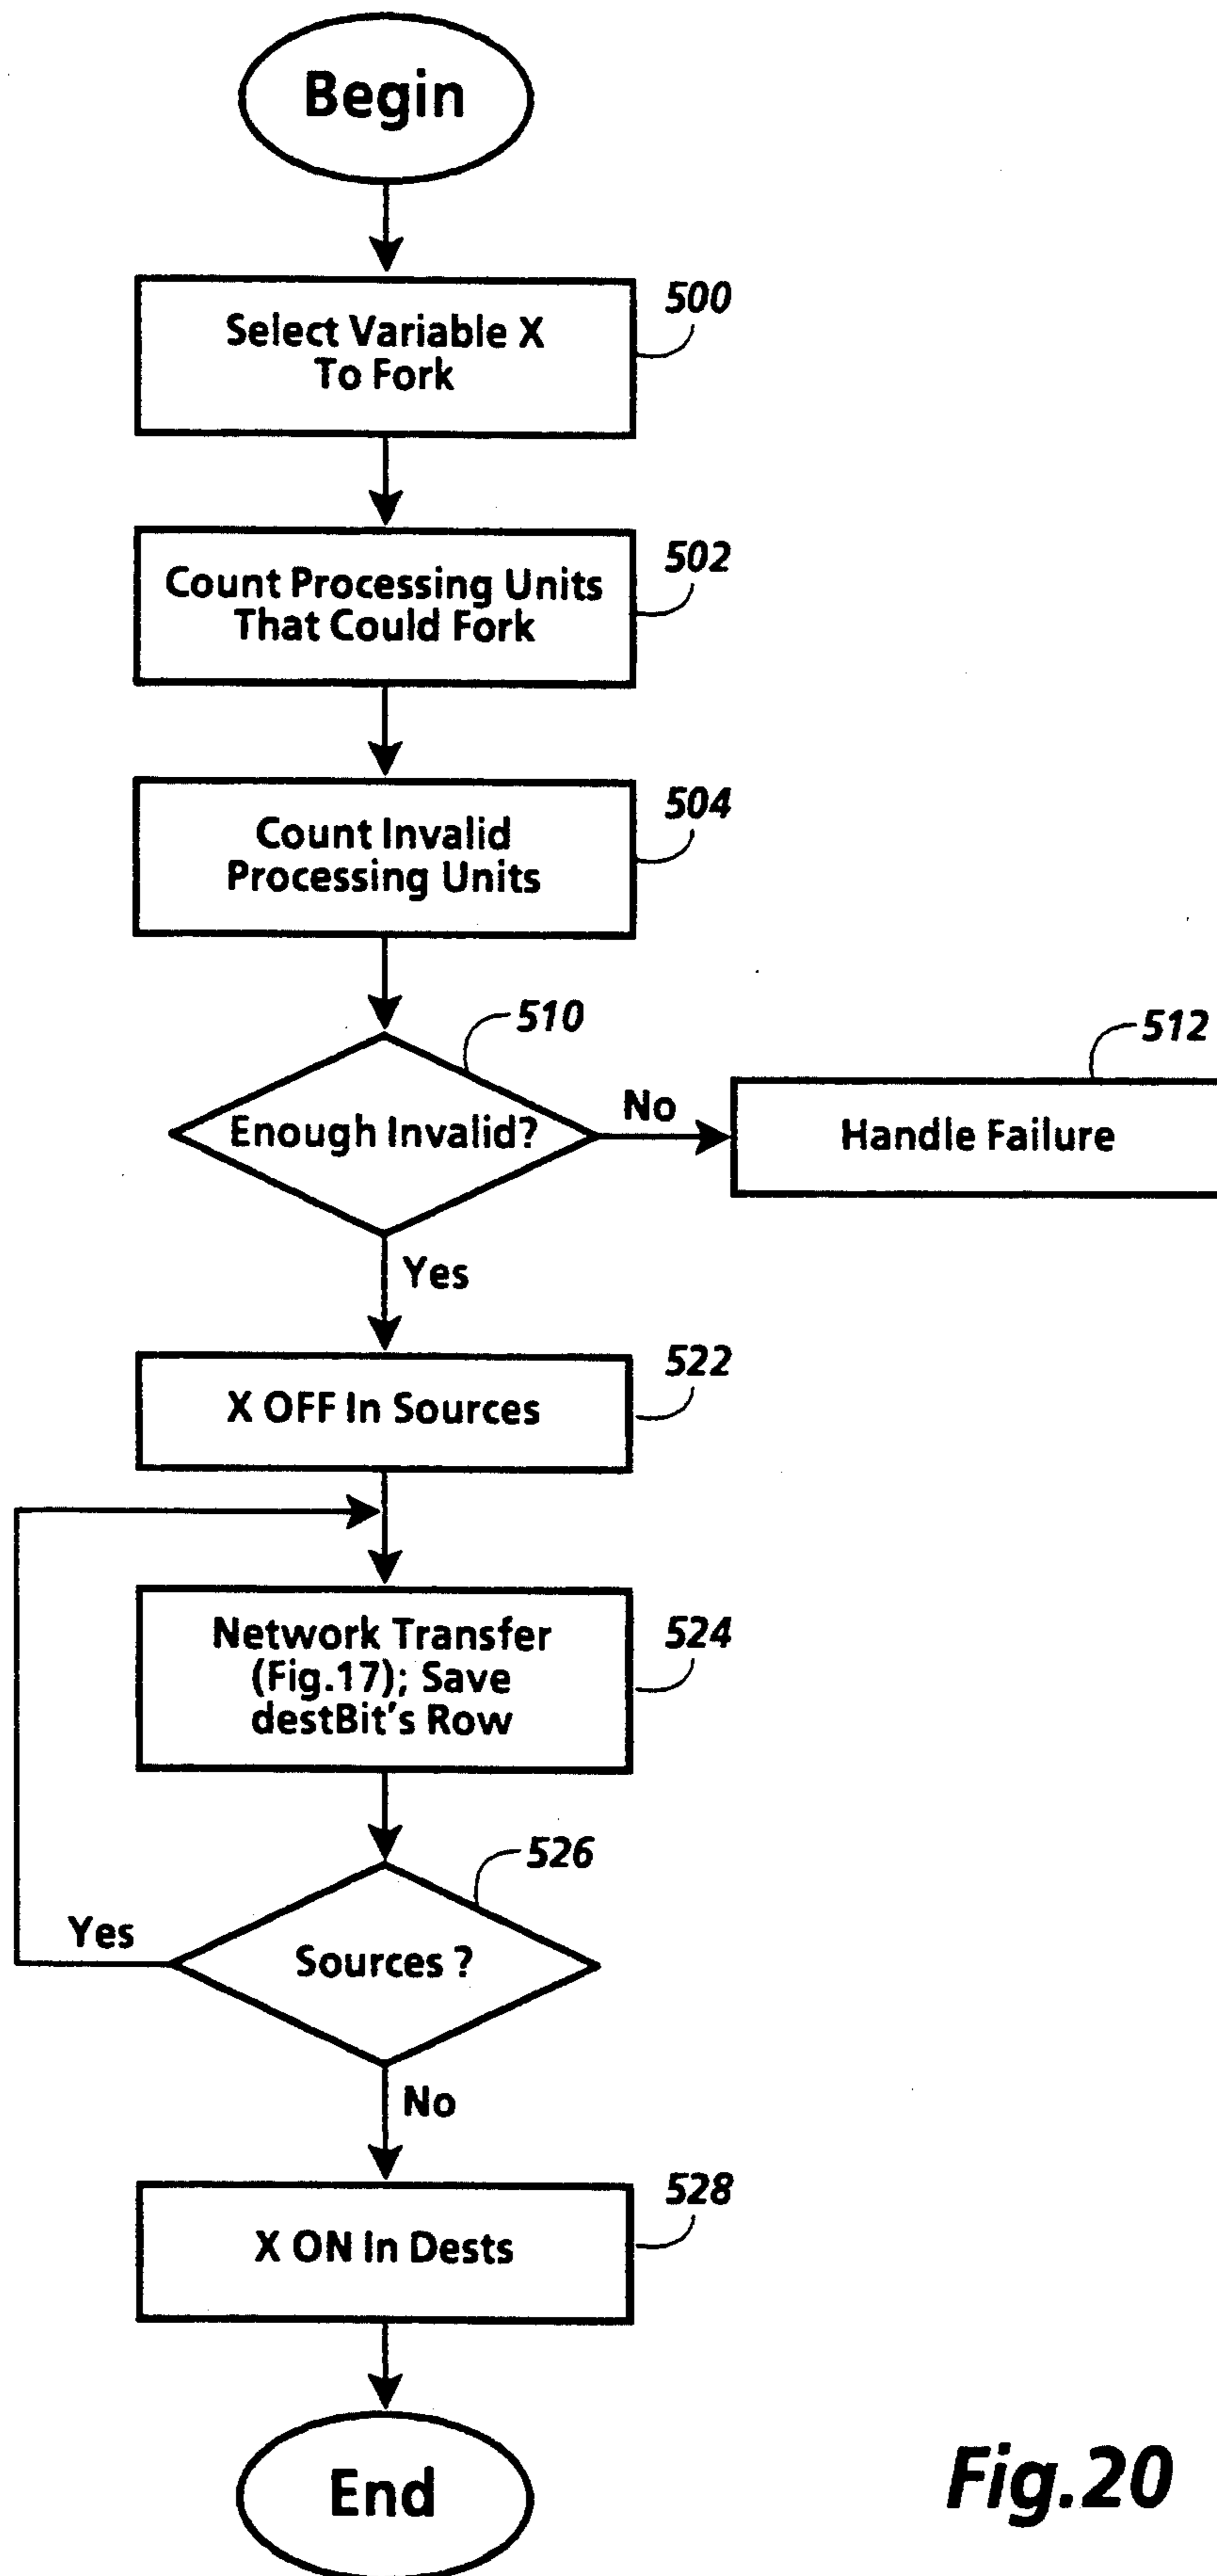 Begin
500
Select Variable X
To Fork
502
Count Processing Units
That Could Fork
504
Count Invalid
Processing Units
510
512
Enough Invalid?
No
Handle Failure
Yes
522
X OFF In Sources
524
Network Transfer
(Fig.17); Save
destBit's Row
526
Yes
Sources ?
No
528
X ON In Dests
End
Fig.20